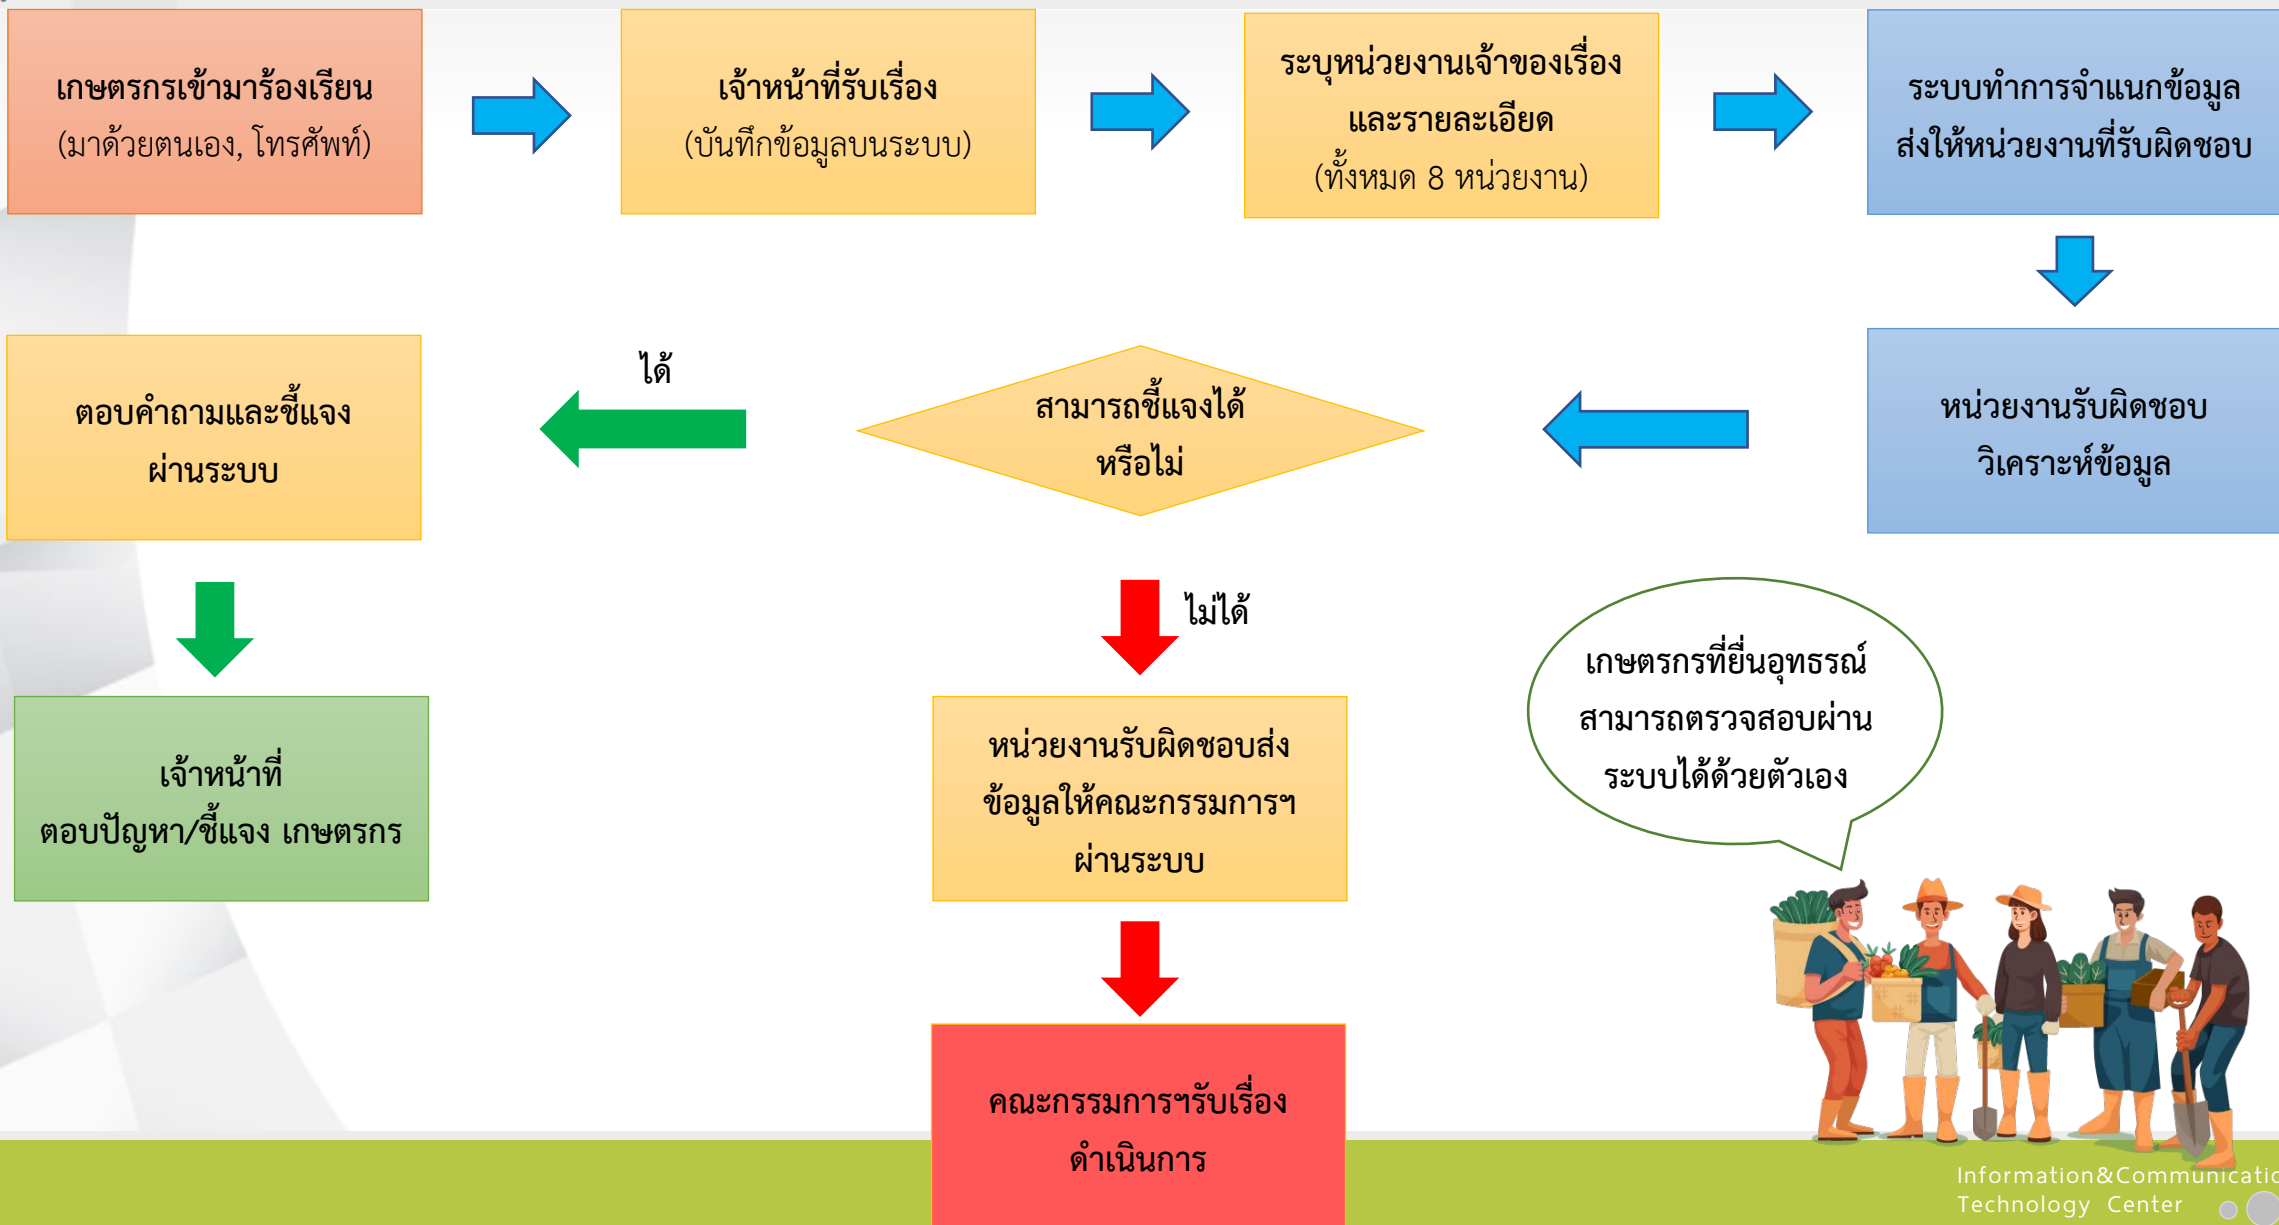 เกษตรกรเข้ามาร้องเรียน
(มาด้วยตนเอง, โทรศัพท์)
เจ้าหน้าที่รับเรื่อง
(บันทึกข้อมูลบนระบบ)
ระบุหน่วยงานเจ้าของเรื่อง
และรายละเอียด
(ทั้งหมด 8 หน่วยงาน)
ระบบทำการจำแนกข้อมูล
ส่งให้หน่วยงานที่รับผิดชอบ
หน่วยงานรับผิดชอบ
วิเคราะห์ข้อมูล
สามารถชี้แจงได้
หรือไม่
ได้
ตอบคำถามและชี้แจง
ผ่านระบบ
เจ้าหน้าที่
ตอบปัญหา/ชี้แจง เกษตรกร
ไม่ได้
หน่วยงานรับผิดชอบส่ง
ข้อมูลให้คณะกรรมการฯ
ผ่านระบบ
คณะกรรมการฯรับเรื่อง
ดำเนินการ
เกษตรกรที่ยื่นอุทธรณ์
สามารถตรวจสอบผ่าน
ระบบได้ด้วยตัวเอง
Information&Communicatio
Technology Center